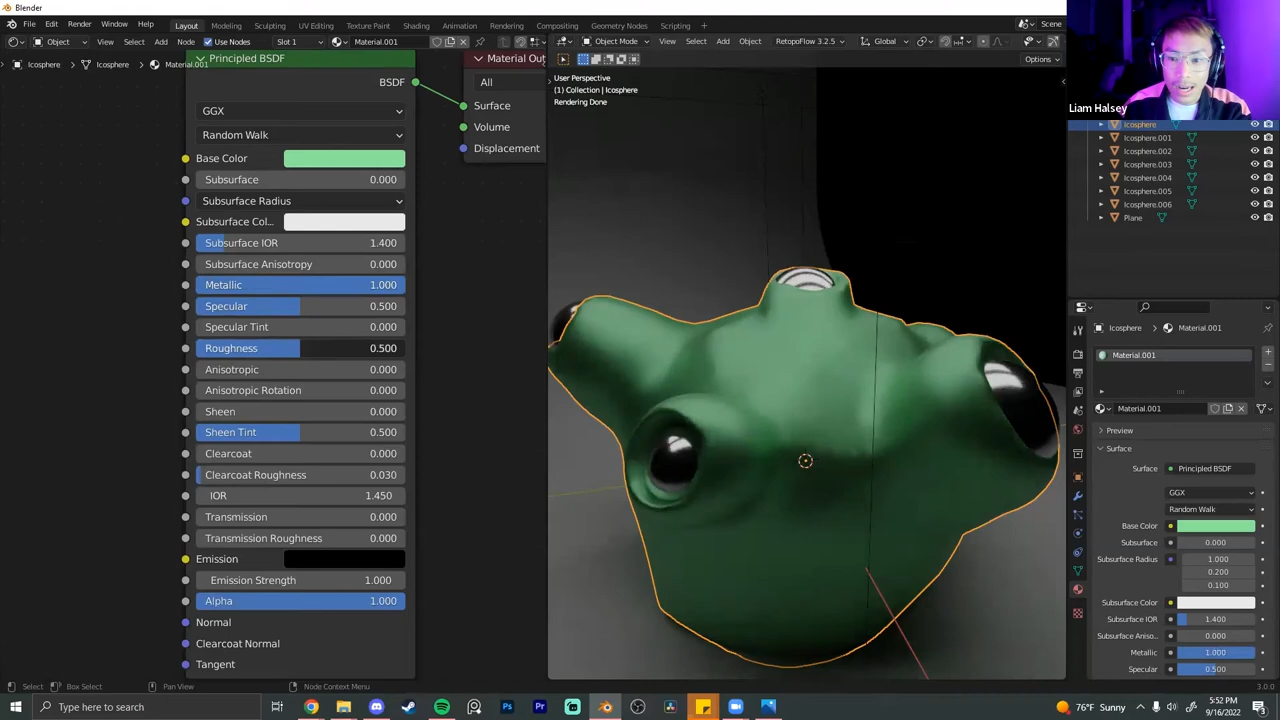 Blender
File Edit Render Window Help Layout Modeling Sculpting UV Editing Texture Paint Shading Animation Rendering Compositing Geometry Nodes Scripting + Scene
Object View Select Add Node Use Nodes Slot 1 Material.001
Object Mode View Select Add Object RetopoFlow 3.2.5 Global
Icosphere > Icosphere > Material.001
Options
Principled BSDF
BSDF
GGX
Random Walk
Base Color
Subsurface 0.000
Subsurface Radius
Subsurface Col...
Subsurface IOR 1.400
Subsurface Anisotropy 0.000
Metallic 1.000
Specular 0.500
Specular Tint 0.000
Roughness 0.500
Anisotropic 0.000
Anisotropic Rotation 0.000
Sheen 0.000
Sheen Tint 0.500
Clearcoat 0.000
Clearcoat Roughness 0.030
IOR 1.450
Transmission 0.000
Transmission Roughness 0.000
Emission
Emission Strength 1.000
Alpha 1.000
Normal
Clearcoat Normal
Tangent
Material Out
All
Surface
Volume
Displacement
User Perspective
(1) Collection | Icosphere
Rendering Done
Liam Halsey
Icosphere
Icosphere.001
Icosphere.002
Icosphere.003
Icosphere.004
Icosphere.005
Icosphere.006
Plane
Icosphere > Material.001
Material.001
Material.001
Preview
Surface
Surface Principled BSDF
GGX
Random Walk
Base Color
Subsurface 0.000
Subsurface Radius 1.000
0.200
0.100
Subsurface Color
Subsurface IOR 1.400
Subsurface Aniso... 0.000
Metallic 1.000
Specular 0.500
Select Box Select Pan View Node Context Menu 3.0.0
Type here to search
76°F Sunny
5:52 PM
9/16/2022